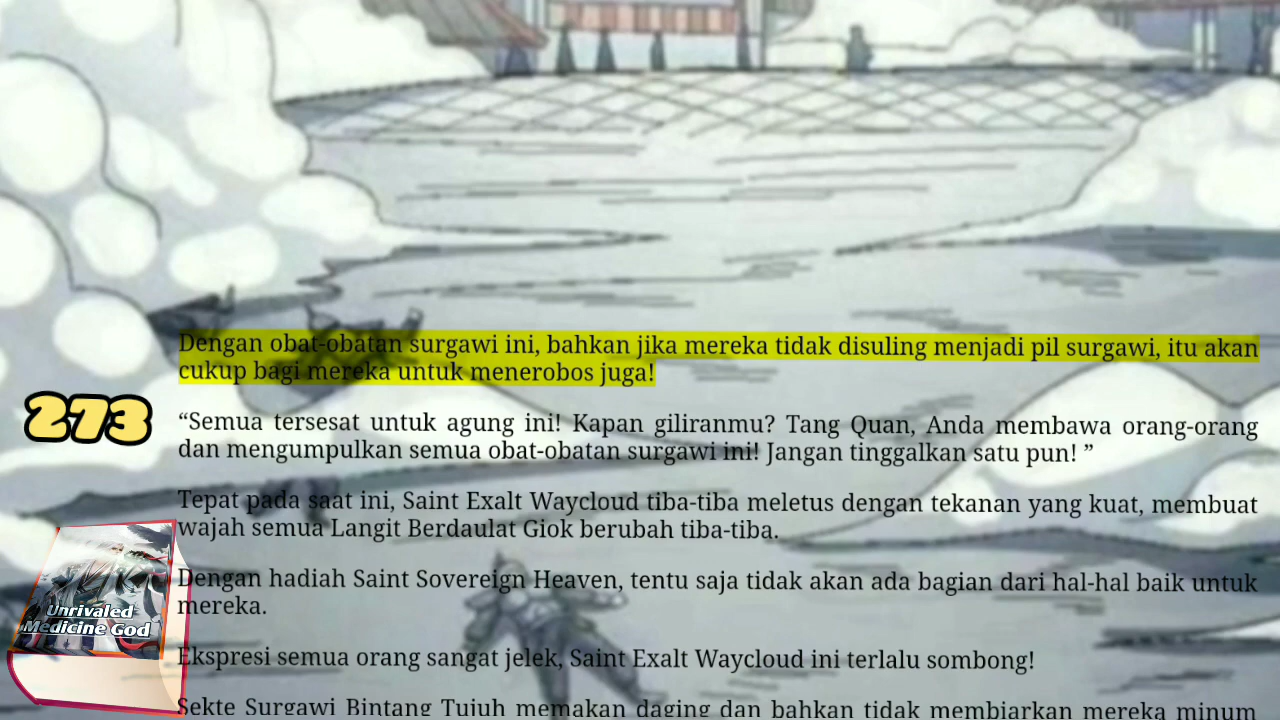 Dengan obat-obatan surgawi ini, bahkan jika mereka tidak disuling menjadi pil surgawi, itu akan
cukup bagi mereka untuk menerobos juga!
273
“Semua tersesat untuk agung ini! Kapan giliranmu? Tang Quan, Anda membawa orang-orang
dan mengumpulkan semua obat-obatan surgawi ini! Jangan tinggalkan satu pun! ”
Tepat pada saat ini, Saint Exalt Waycloud tiba-tiba meletus dengan tekanan yang kuat, membuat
wajah semua Langit Berdaulat Giok berubah tiba-tiba.
Dengan hadiah Saint Sovereign Heaven, tentu saja tidak akan ada bagian dari hal-hal baik untuk
mereka.
Unrivaled
Medicine God
Ekspresi semua orang sangat jelek, Saint Exalt Waycloud ini terlalu sombong!
Sekte Surgawi Bintang Tujuh memakan daging dan bahkan tidak membiarkan mereka minum